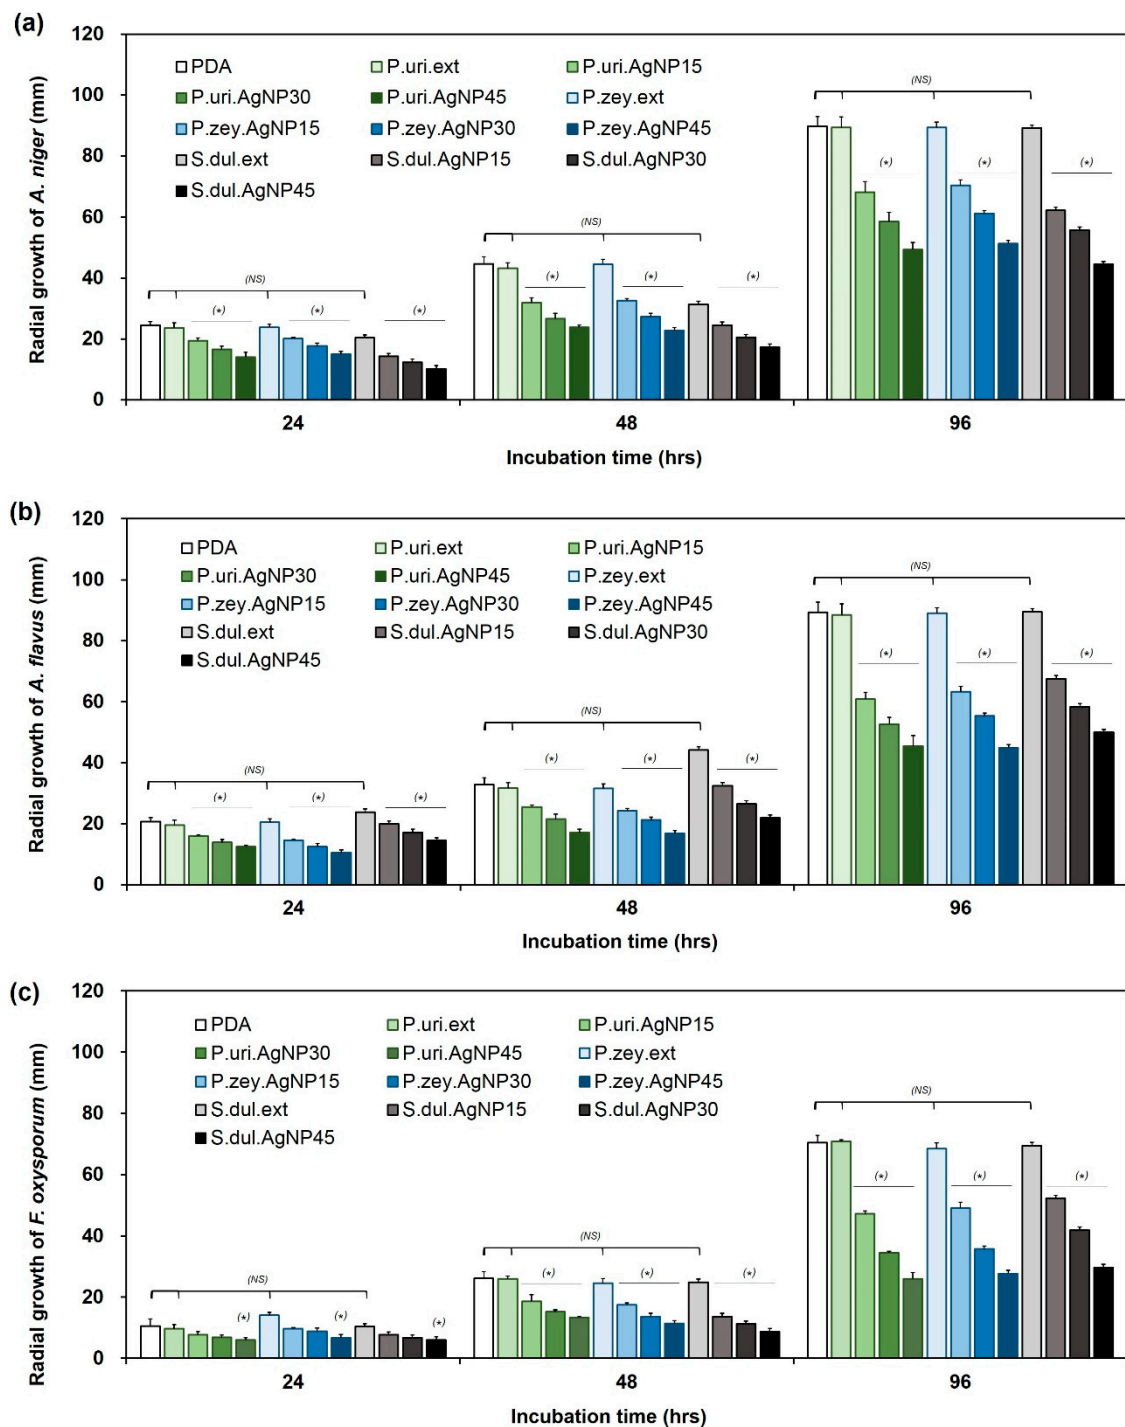 (a)
120
100
80
60
40
20
0
Radial growth of A. niger (mm)
PDA P.uri.ext P.uri.AgNP15
P.uri.AgNP30 P.uri.AgNP45 P.zey.ext
P.zey.AgNP15 P.zey.AgNP30 P.zey.AgNP45
S.dul.ext S.dul.AgNP15 S.dul.AgNP30
S.dul.AgNP45
(NS)
(*) (*) (*)
(NS)
(*) (*) (*)
(NS)
(*) (*) (*)
24 48 96
Incubation time (hrs)
(b)
120
100
80
60
40
20
0
Radial growth of A. flavus (mm)
PDA P.uri.ext P.uri.AgNP15
P.uri.AgNP30 P.uri.AgNP45 P.zey.ext
P.zey.AgNP15 P.zey.AgNP30 P.zey.AgNP45
S.dul.ext S.dul.AgNP15 S.dul.AgNP30
S.dul.AgNP45
(NS)
(*) (*) (*)
(NS)
(*) (*) (*)
(NS)
(*) (*) (*)
24 48 96
Incubation time (hrs)
(c)
120
100
80
60
40
20
0
Radial growth of F. oxysporum (mm)
PDA P.uri.ext P.uri.AgNP15
P.uri.AgNP30 P.uri.AgNP45 P.zey.ext
P.zey.AgNP15 P.zey.AgNP30 P.zey.AgNP45
S.dul.ext S.dul.AgNP15 S.dul.AgNP30
S.dul.AgNP45
(NS)
(*) (*) (*)
(NS)
(*) (*) (*)
(NS)
(*) (*) (*)
24 48 96
Incubation time (hrs)